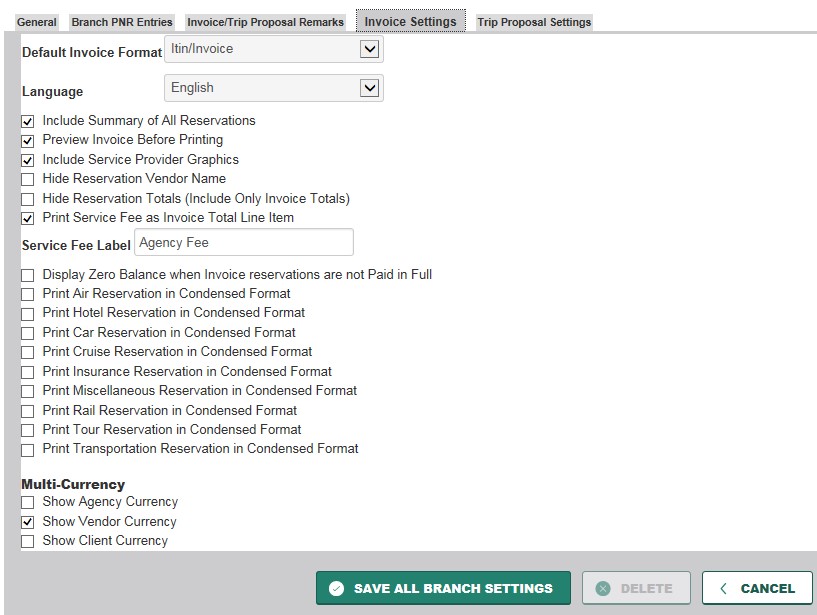 General Branch PNR Entries Invoice/Trip Proposal Remarks Invoice Settings Trip Proposal Settings
Default Invoice Format Itin/Invoice
Language English
Include Summary of All Reservations
Preview Invoice Before Printing
Include Service Provider Graphics
Hide Reservation Vendor Name
Hide Reservation Totals (Include Only Invoice Totals)
Print Service Fee as Invoice Total Line Item
Service Fee Label Agency Fee
Display Zero Balance when Invoice reservations are not Paid in Full
Print Air Reservation in Condensed Format
Print Hotel Reservation in Condensed Format
Print Car Reservation in Condensed Format
Print Cruise Reservation in Condensed Format
Print Insurance Reservation in Condensed Format
Print Miscellaneous Reservation in Condensed Format
Print Rail Reservation in Condensed Format
Print Tour Reservation in Condensed Format
Print Transportation Reservation in Condensed Format
Multi-Currency
Show Agency Currency
Show Vendor Currency
Show Client Currency
SAVE ALL BRANCH SETTINGS DELETE CANCEL